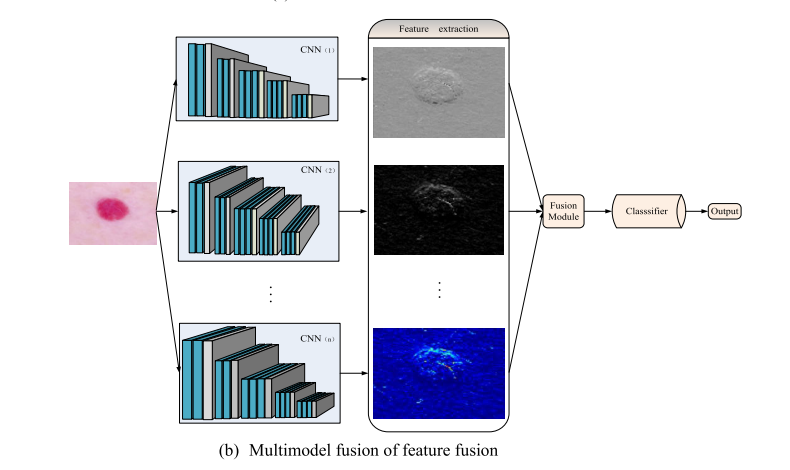 Feature extraction
CNN (1)
CNN (2)
CNN (n)
Fusion
Module
Classsifier
Output
(b) Multimodel fusion of feature fusion